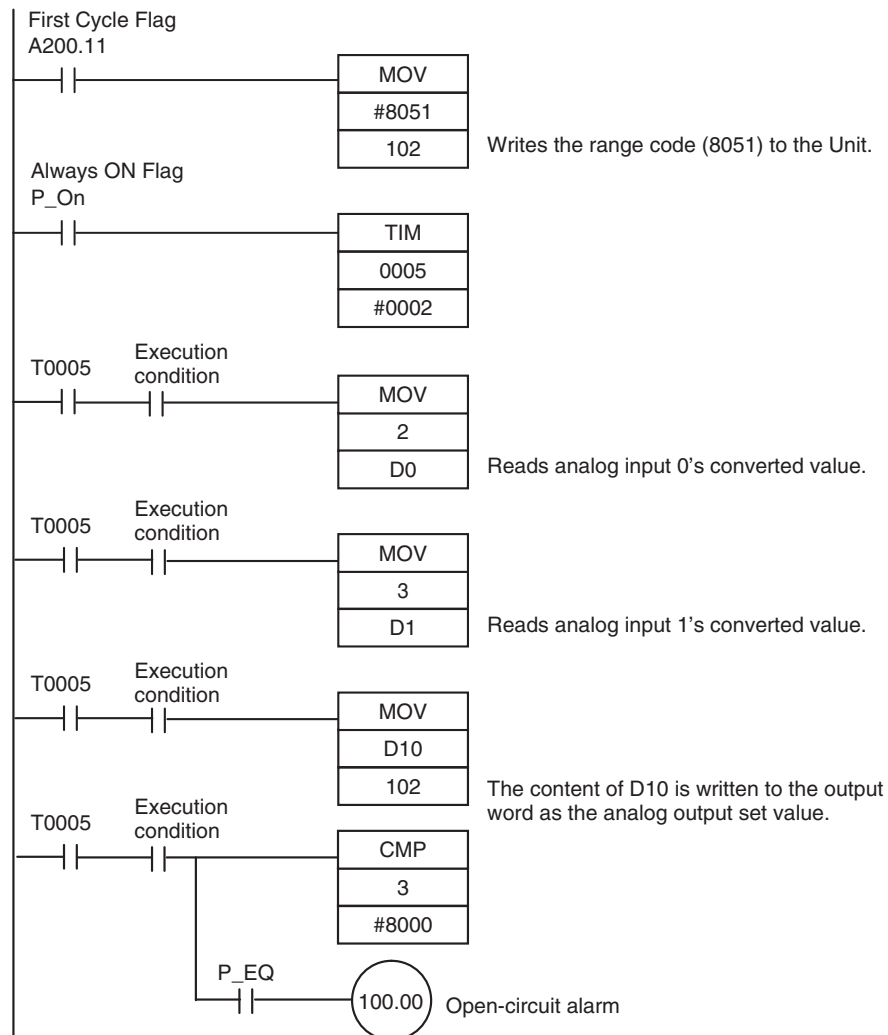 First Cycle Flag
A200.11
MOV
#8051
102
Writes the range code (8051) to the Unit.
Always ON Flag
P_On
TIM
0005
#0002
T0005
Execution
condition
MOV
2
D0
Reads analog input 0's converted value.
T0005
Execution
condition
MOV
3
D1
Reads analog input 1's converted value.
T0005
Execution
condition
MOV
D10
102
The content of D10 is written to the output
word as the analog output set value.
T0005
Execution
condition
CMP
3
#8000
P_EQ
100.00
Open-circuit alarm